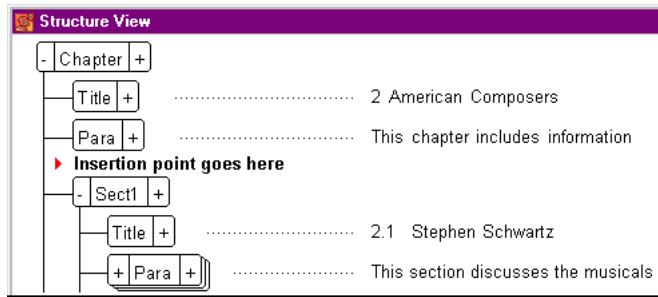 Structure View
- Chapter +
Title + 2 American Composers
Para + This chapter includes information
Insertion point goes here
- Sect1 +
Title + 2.1 Stephen Schwartz
+ Para + This section discusses the musicals